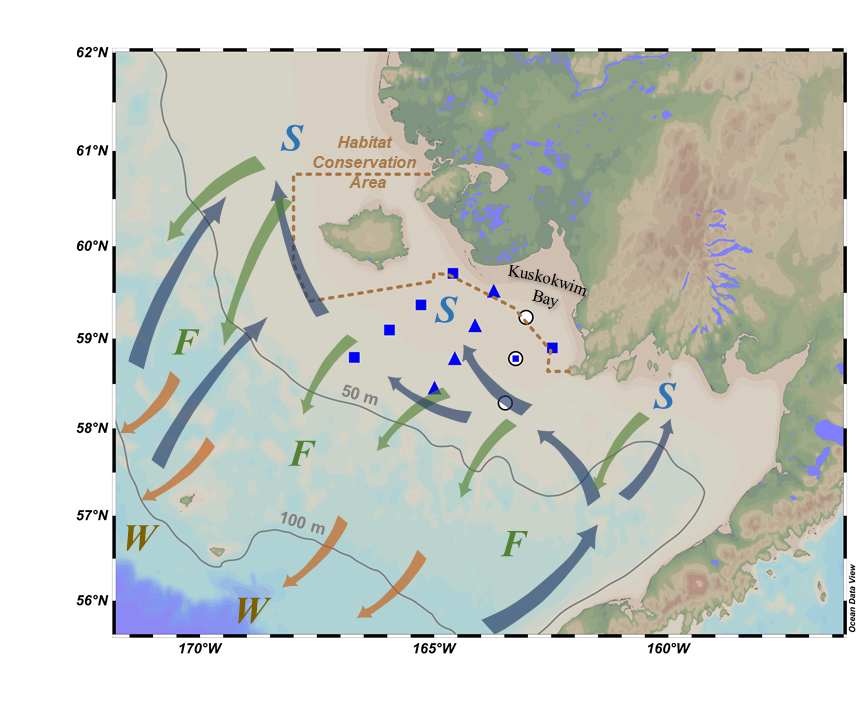 62°N
61°N
60°N
59°N
58°N
57°N
56°N
170°W
165°W
160°W
S
Habitat
Conservation
Area
Kuskokwim
Bay
S
F
50 m
S
F
100 m
W
F
W
Ocean Data View